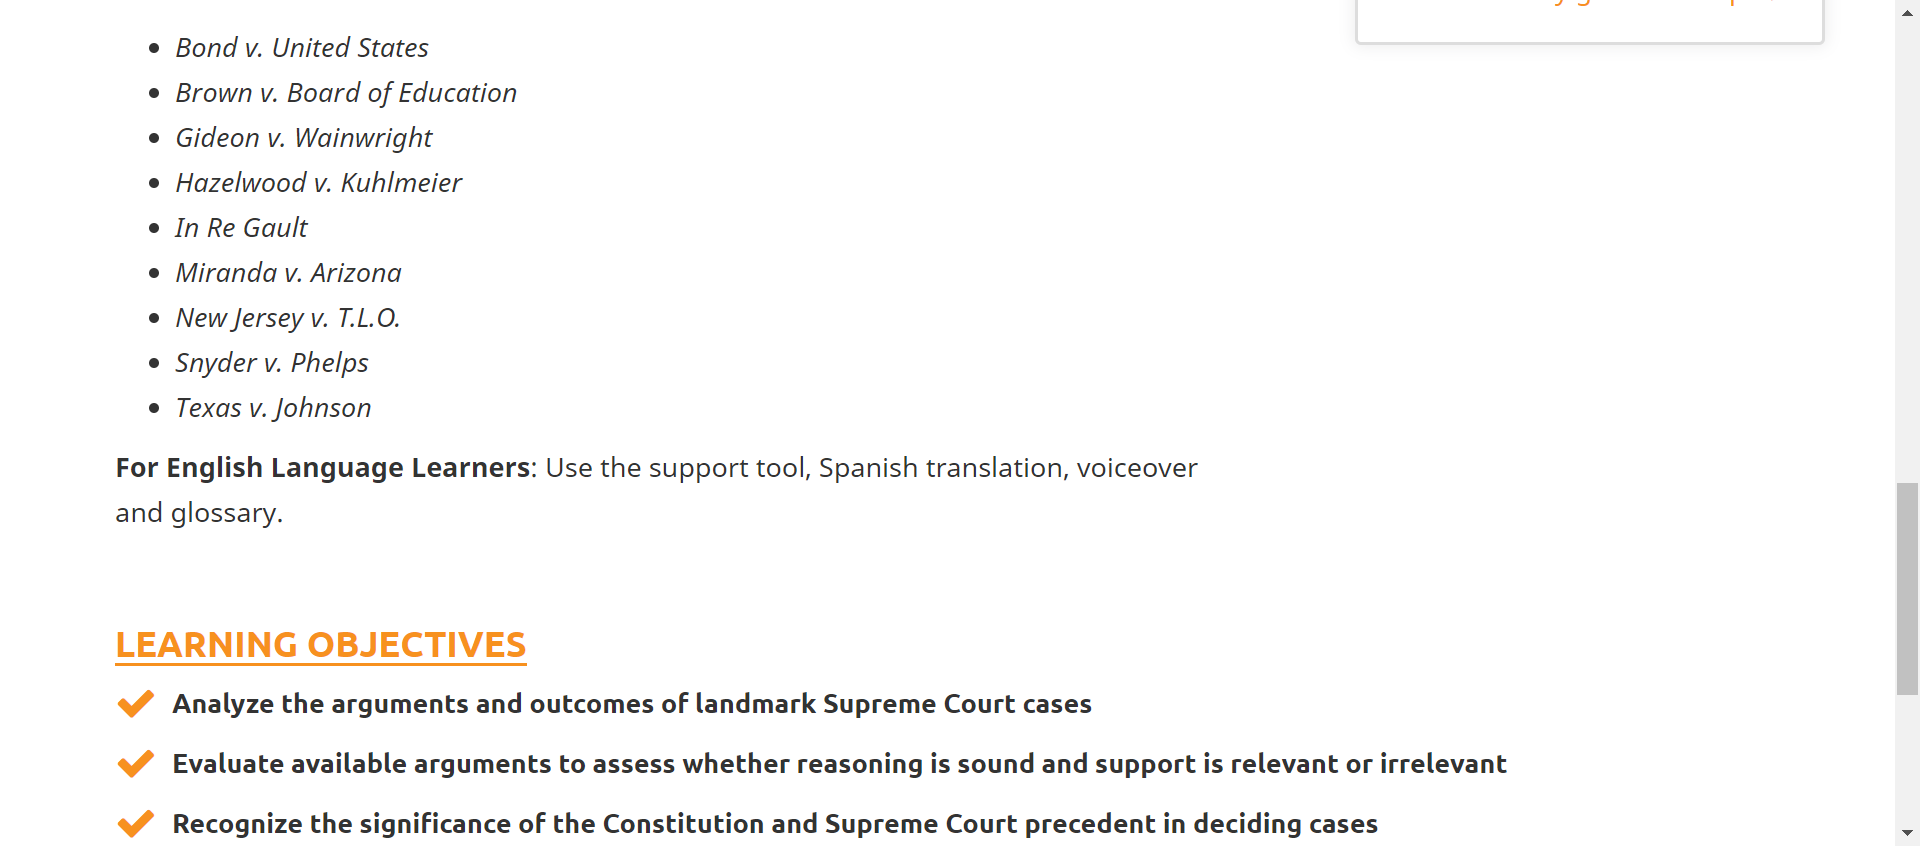 Bond v. United States
Brown v. Board of Education
Gideon v. Wainwright
Hazelwood v. Kuhlmeier
In Re Gault
Miranda v. Arizona
New Jersey v. T.L.O.
Snyder v. Phelps
Texas v. Johnson
For English Language Learners: Use the support tool, Spanish translation, voiceover
and glossary.
LEARNING OBJECTIVES
Analyze the arguments and outcomes of landmark Supreme Court cases
Evaluate available arguments to assess whether reasoning is sound and support is relevant or irrelevant
Recognize the significance of the Constitution and Supreme Court precedent in deciding cases